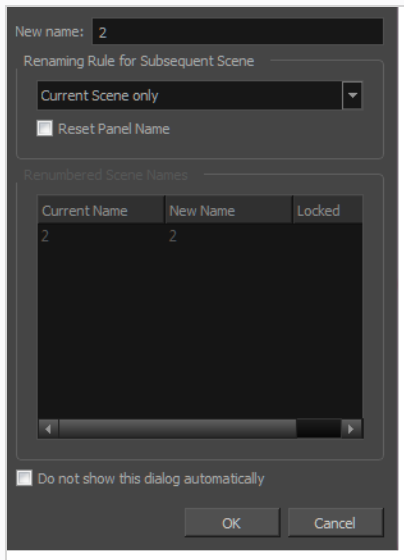 New name: 2
Renaming Rule for Subsequent Scene
Current Scene only
Reset Panel Name
Renumbered Scene Names
Current Name New Name Locked
2 2
Do not show this dialog automatically
OK Cancel